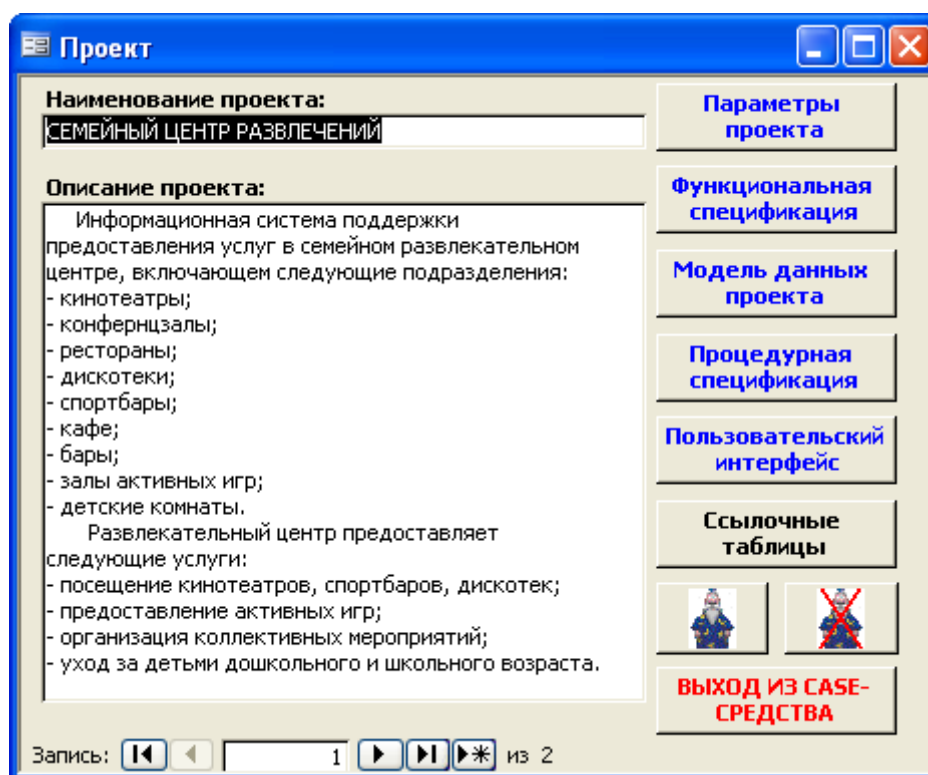 Проект
Наименование проекта:
СЕМЕЙНЫЙ ЦЕНТР РАЗВЛЕЧЕНИЙ
Описание проекта:
Информационная система поддержки
предоставления услуг в семейном развлекательном
центре, включающем следующие подразделения:
- кинотеатры;
- конфернцзалы;
- рестораны;
- дискотеки;
- спортбары;
- кафе;
- бары;
- залы активных игр;
- детские комнаты.
Развлекательный центр предоставляет
следующие услуги:
- посещение кинотеатров, спортбаров, дискотек;
- предоставление активных игр;
- организация коллективных мероприятий;
- уход за детьми дошкольного и школьного возраста.
Параметры
проекта
Функциональная
спецификация
Модель данных
проекта
Процедурная
спецификация
Пользовательский
интерфейс
Ссылочные
таблицы
ВЫХОД ИЗ CASE-
СРЕДСТВА
Запись: 1 из 2